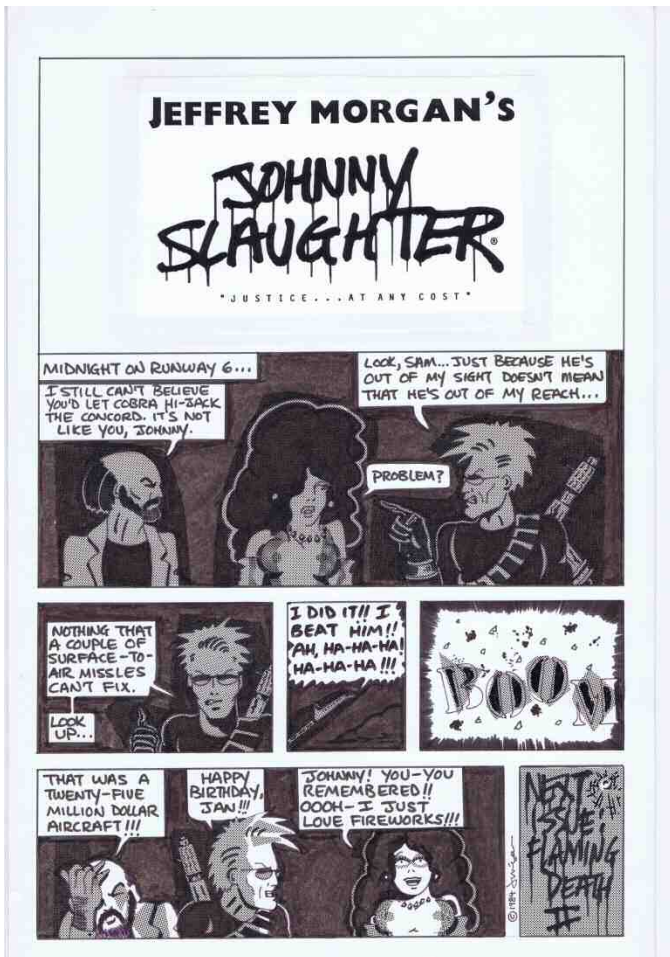 JEFFREY MORGAN'S
JOHNNY
SLAUGHTER®
"JUSTICE...AT ANY COST"
MIDNIGHT ON RUNWAY 6...
I STILL CAN'T BELIEVE
YOU'D LET COBRA HI-JACK
THE CONCORD. IT'S NOT
LIKE YOU, JOHNNY.
LOOK, SAM...JUST BECAUSE HE'S
OUT OF MY SIGHT DOESN'T MEAN
THAT HE'S OUT OF MY REACH...
PROBLEM?
NOTHING THAT
A COUPLE OF
SURFACE-TO-
AIR MISSLES
CAN'T FIX.
LOOK
UP...
I DID IT!! I
BEAT HIM!!
AH, HA-HA-HA!
HA-HA-HA!!!
BOOM
THAT WAS A
TWENTY-FIVE
MILLION DOLLAR
AIRCRAFT!!!
HAPPY
BIRTHDAY,
JAN!!!
JOHNNY! YOU-YOU
REMEMBERED!!
OOOH-I JUST
LOVE FIREWORKS!!!
©1984
NEXT
ISSUE:
FLAMING
DEATH
II